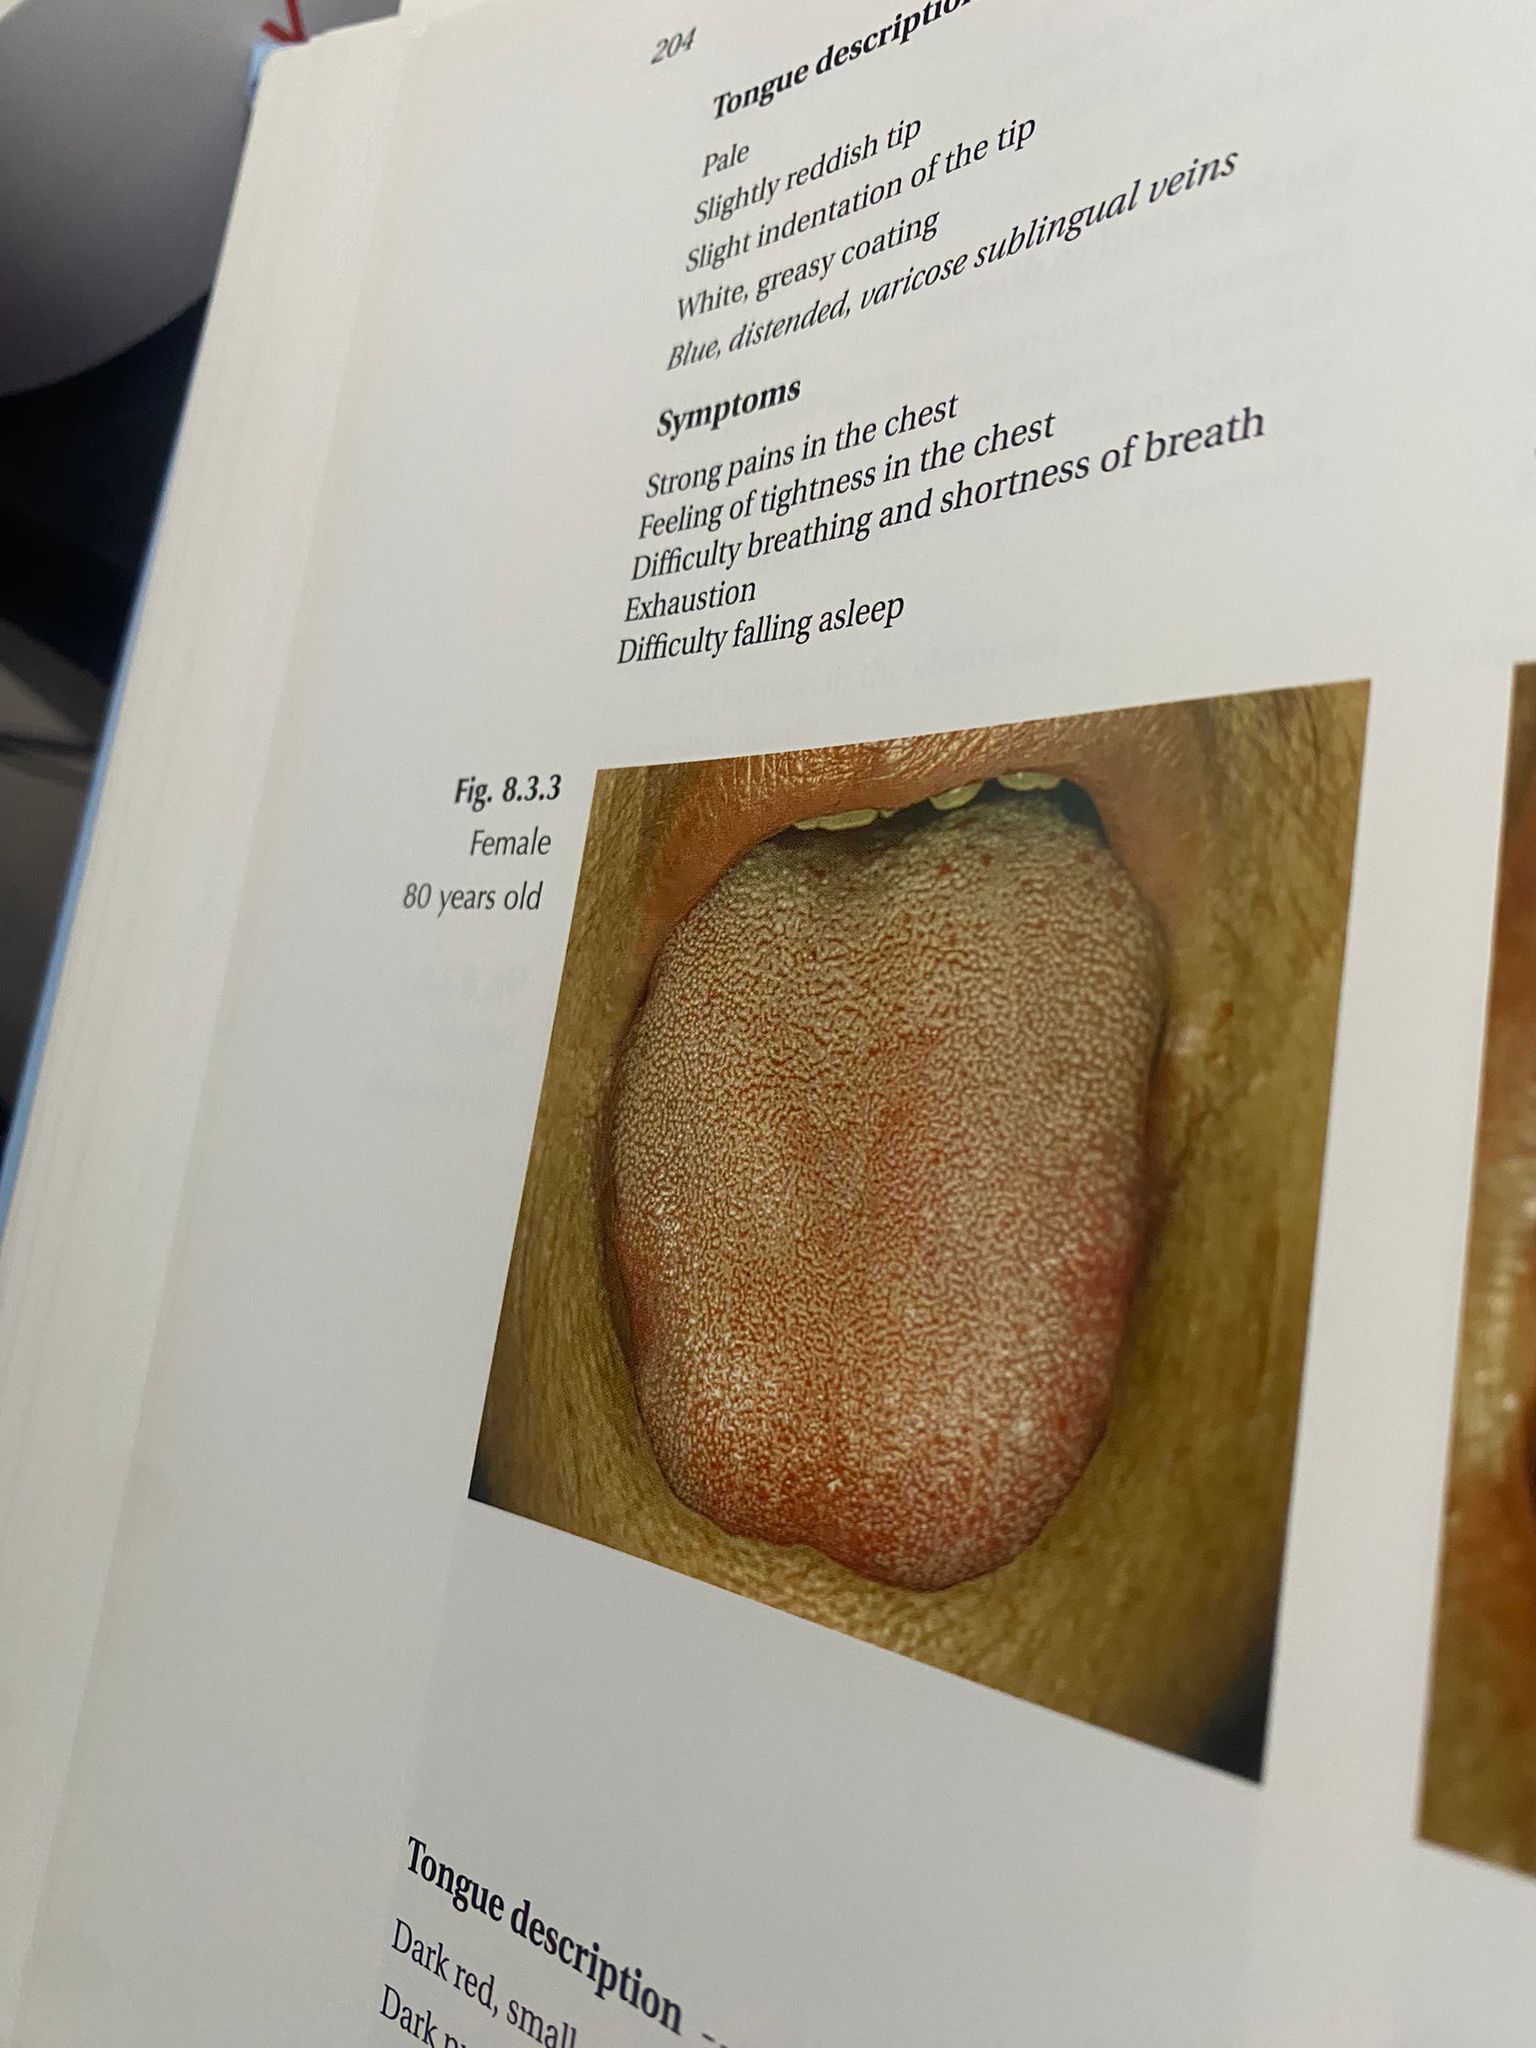 204
Tongue description
Pale
Slightly reddish tip
Slight indentation of the tip
White, greasy coating
Blue, distended, varicose sublingual veins
Symptoms
Strong pains in the chest
Feeling of tightness in the chest
Difficulty breathing and shortness of breath
Exhaustion
Difficulty falling asleep
Fig. 8.3.3
Female
80 years old
Tongue description
Dark red, small
Dark